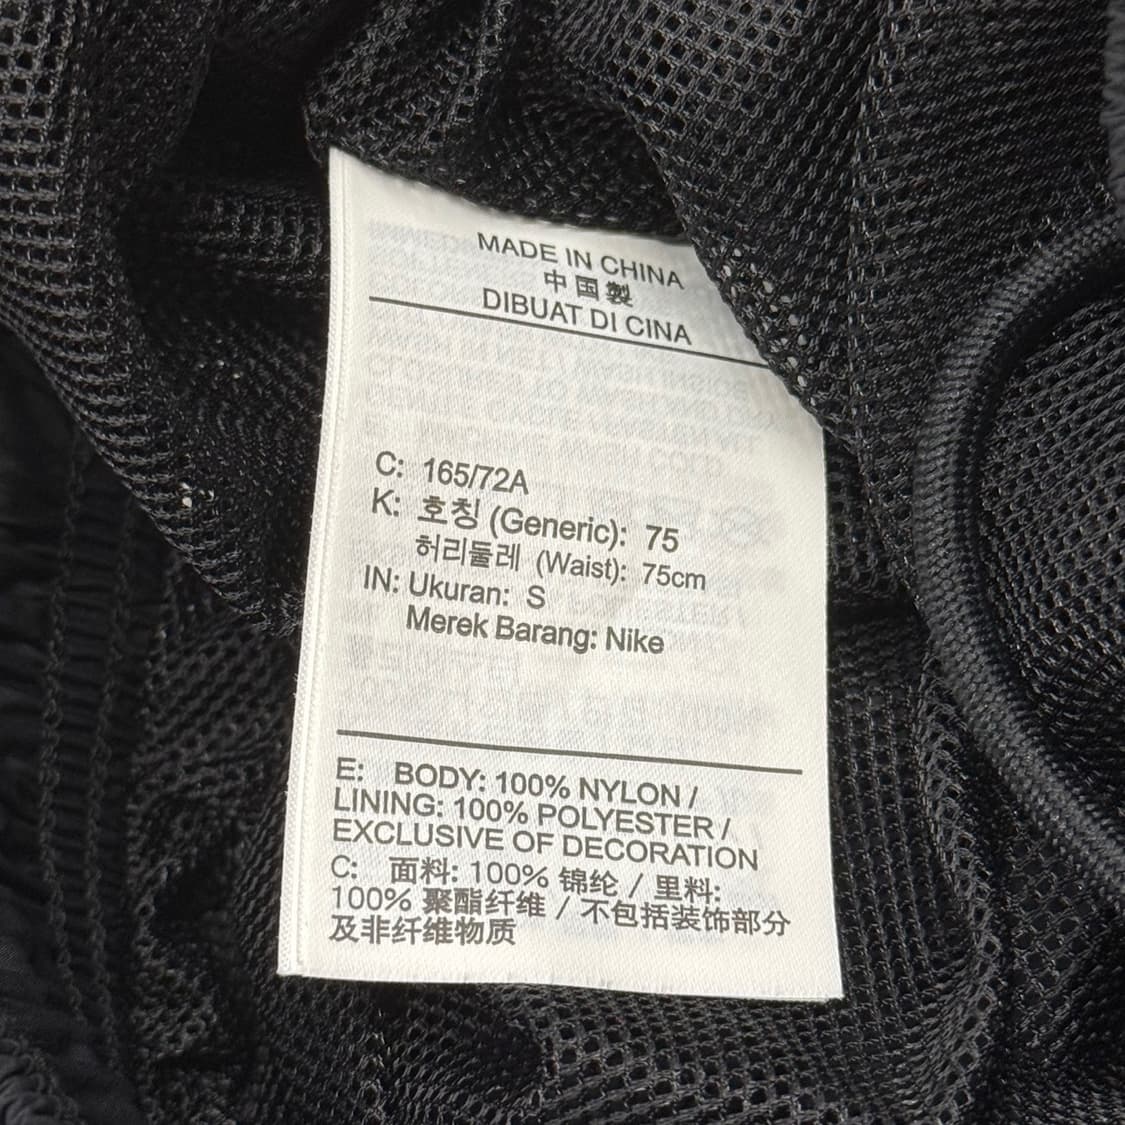 MADE IN CHINA
中国製
DIBUAT DI CINA
C: 165/72A
K: 호칭 (Generic): 75
허리둘레 (Waist): 75cm
IN: Ukuran: S
Merek Barang: Nike
E: BODY: 100% NYLON /
LINING: 100% POLYESTER /
EXCLUSIVE OF DECORATION
C: 面料: 100% 锦纶 / 里料:
100% 聚酯纤维 / 不包括装饰部分
及非纤维物质